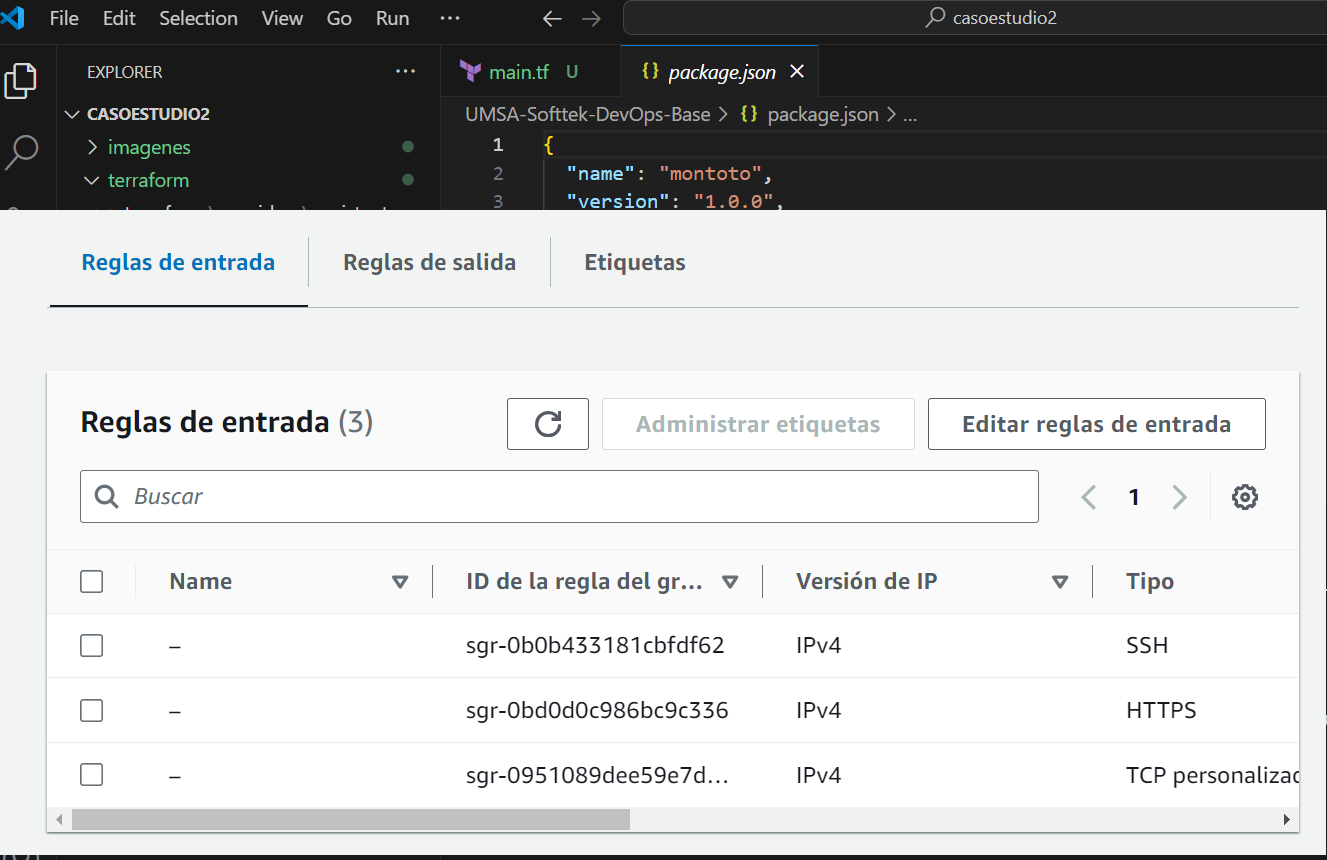 File Edit Selection View Go Run ··· casoestudio2
EXPLORER ··· main.tf U {} package.json
CASOESTUDIO2 UMSA-Softtek-DevOps-Base > {} package.json > ...
imagenes 1 {
terraform 2 "name": "montoto",
3 "version": "1.0.0",
Reglas de entrada Reglas de salida Etiquetas
Reglas de entrada (3) Administrar etiquetas Editar reglas de entrada
Buscar 1
Name ID de la regla del gr... Versión de IP Tipo
– sgr-0b0b433181cbfdf62 IPv4 SSH
– sgr-0bd0d0c986bc9c336 IPv4 HTTPS
– sgr-0951089dee59e7d... IPv4 TCP personalizac